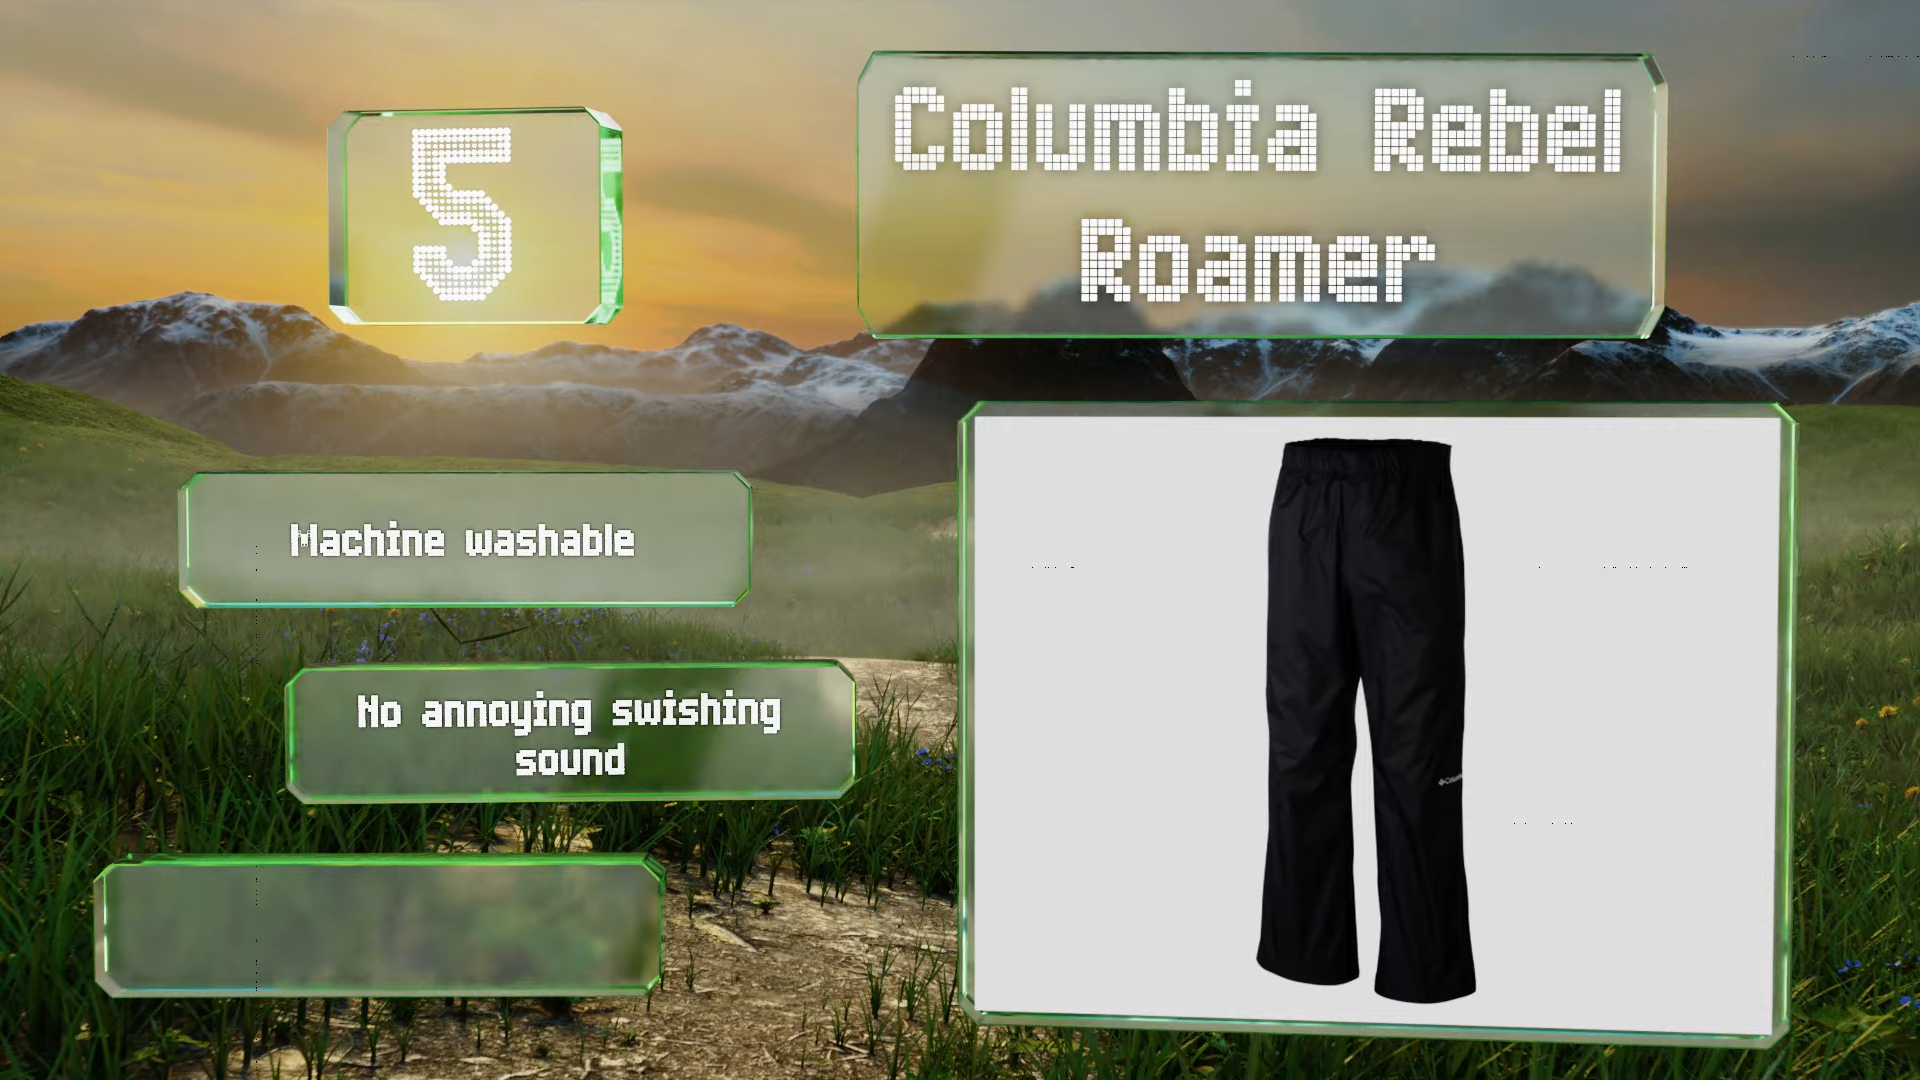 5
Columbia Rebel
Roamer
Machine washable
No annoying swishing
sound